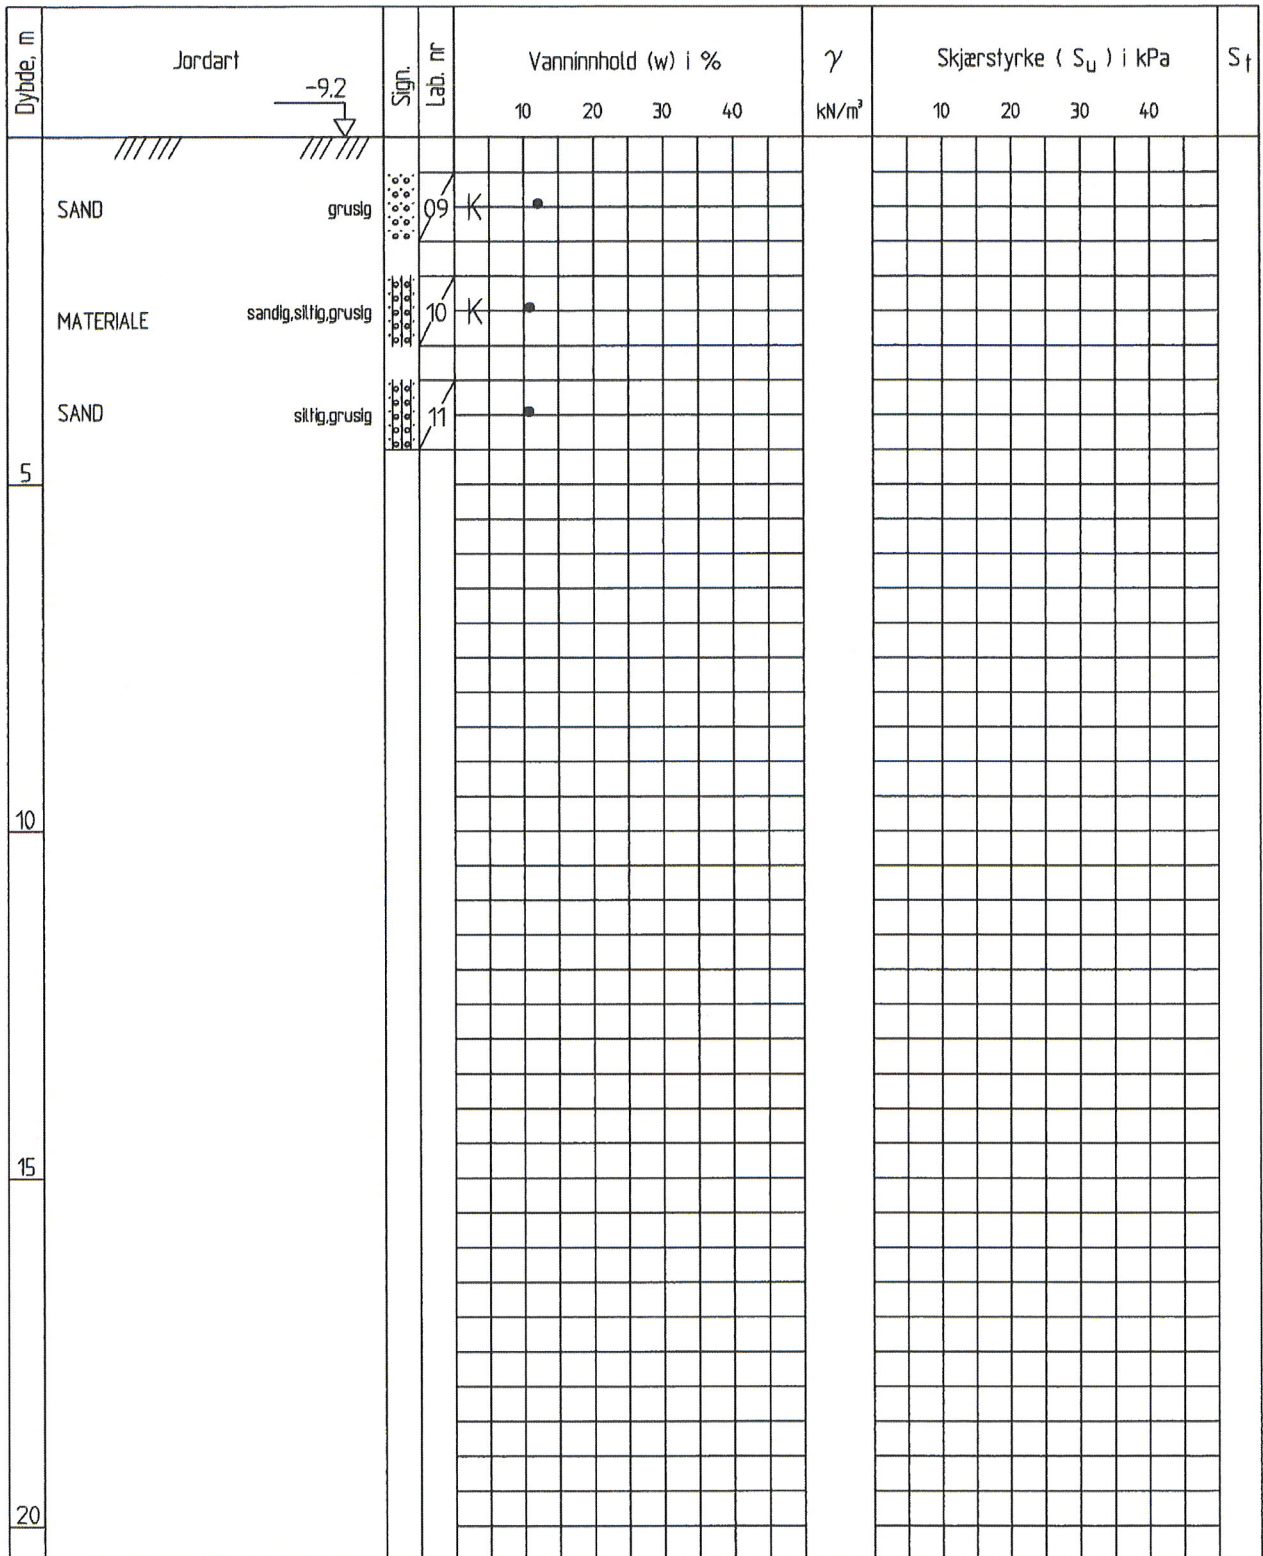 Dybde, m
Jordart
-9.2
Sign.
Lab. nr
Vanninnhold (w) i %
10 20 30 40
γ
kN/m³
Skjærstyrke ( Su ) i kPa
10 20 30 40
St
SAND grusig 09 K
MATERIALE sandig,siltig,grusig 10 K
SAND siltig,grusig 11
5
10
15
20